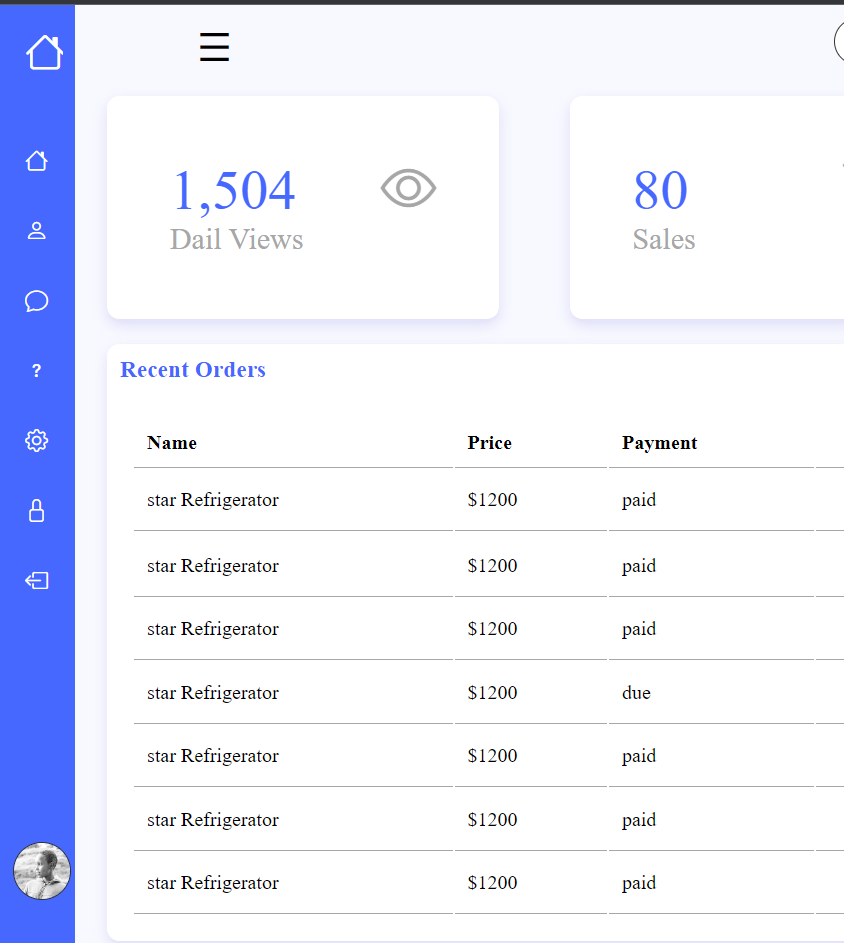 1,504
Dail Views
80
Sales
?
Recent Orders
Name Price Payment
star Refrigerator $1200 paid
star Refrigerator $1200 paid
star Refrigerator $1200 paid
star Refrigerator $1200 due
star Refrigerator $1200 paid
star Refrigerator $1200 paid
star Refrigerator $1200 paid